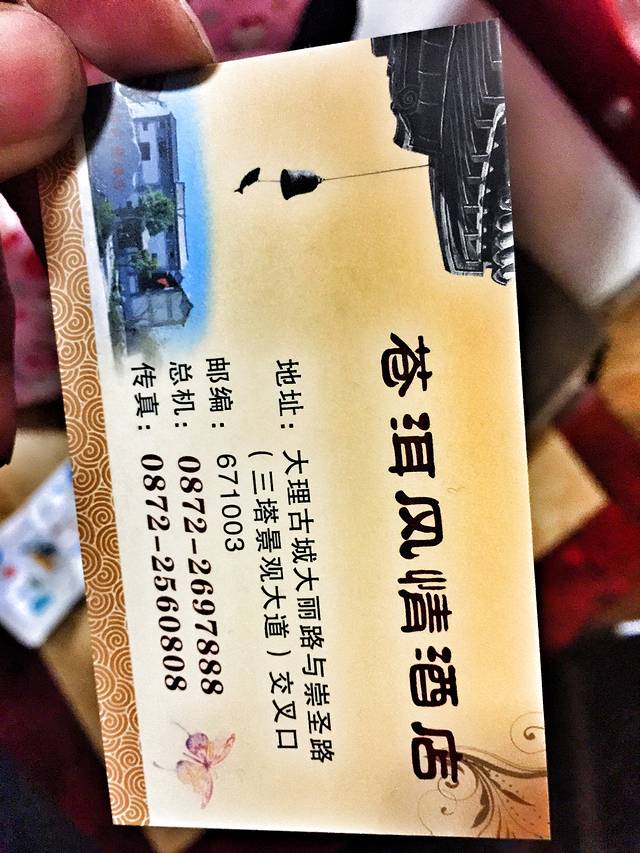 苍洱风情酒店
地址：大理古城大丽路与崇圣路
（三塔景观大道）交叉口
邮编：671003
总机：0872-2697888
传真：0872-2560808